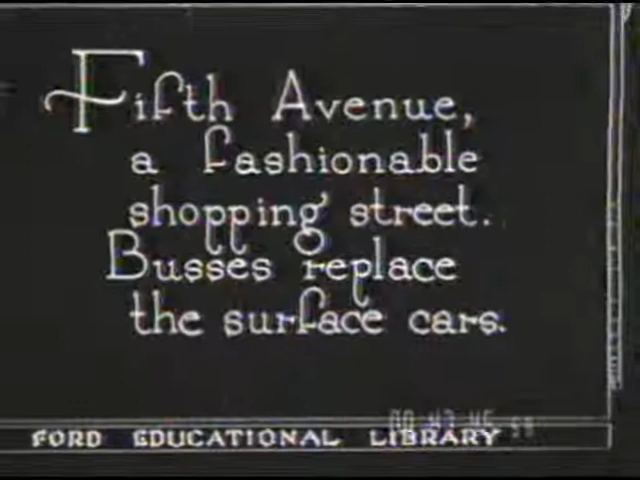 Fifth Avenue,
a fashionable
shopping street.
Busses replace
the surface cars.
FORD EDUCATIONAL LIBRARY